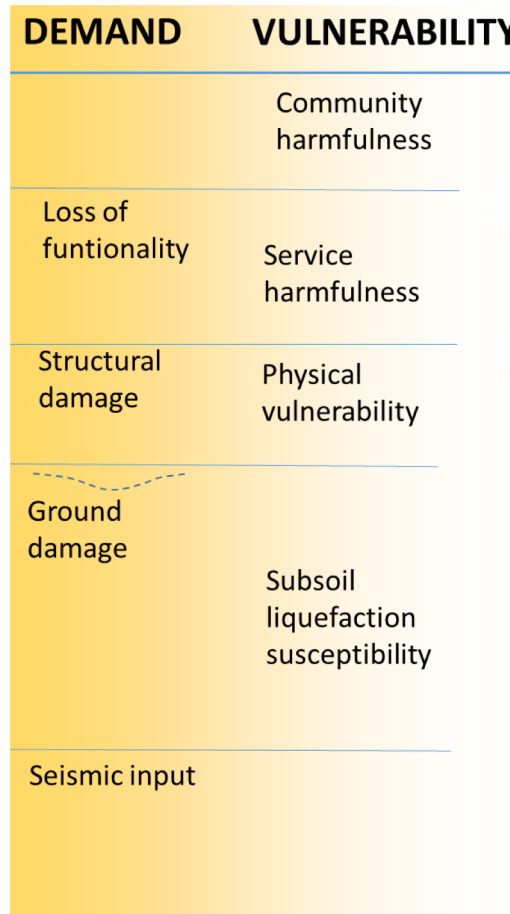 DEMAND VULNERABILITY
Community
harmfulness
Loss of
funtionality
Service
harmfulness
Structural
damage
Physical
vulnerability
Ground
damage
Subsoil
liquefaction
susceptibility
Seismic input